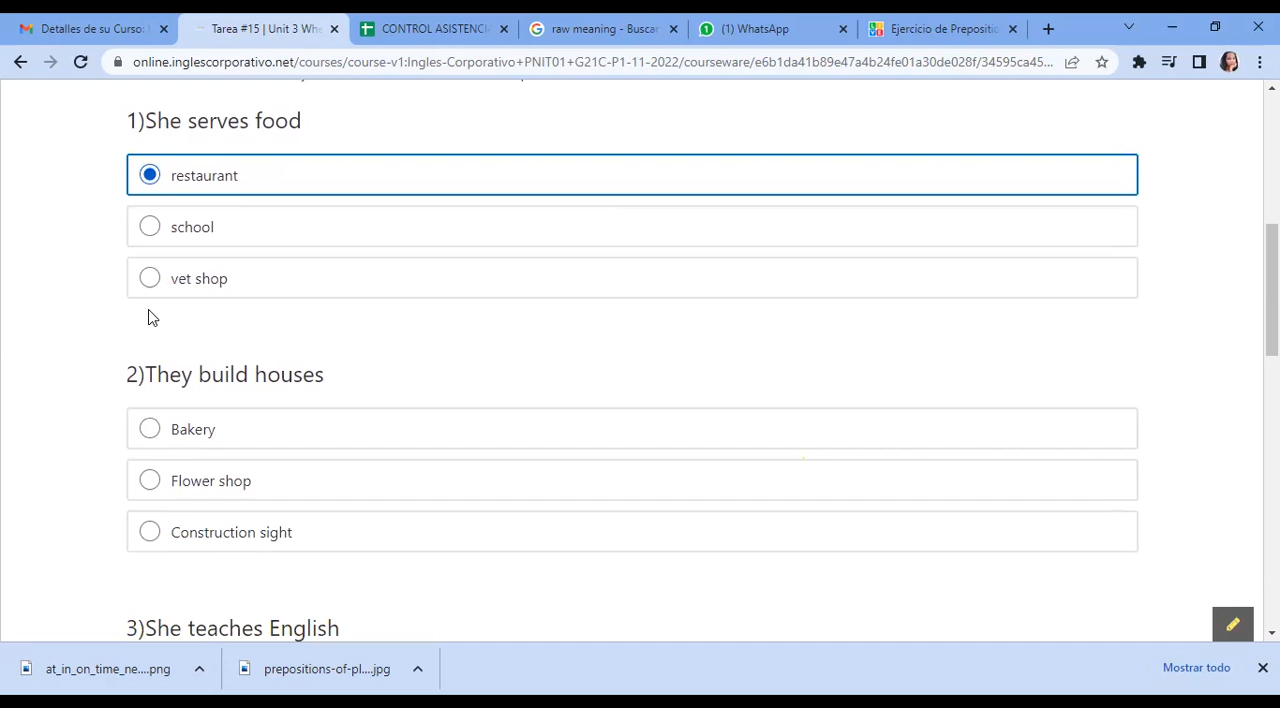 Detalles de su Curso:
Tarea #15 | Unit 3 Whe
CONTROL ASISTENCI
raw meaning - Buscar
(1) WhatsApp
Ejercicio de Prepositio
online.inglescorporativo.net/courses/course-v1:Ingles-Corporativo+PNIT01+G21C-P1-11-2022/courseware/e6b1da41b89e47a4b24fe01a30de028f/34595ca45...
1)She serves food
restaurant
school
vet shop
2)They build houses
Bakery
Flower shop
Construction sight
3)She teaches English
at_in_on_time_ne....png
prepositions-of-pl....jpg
Mostrar todo